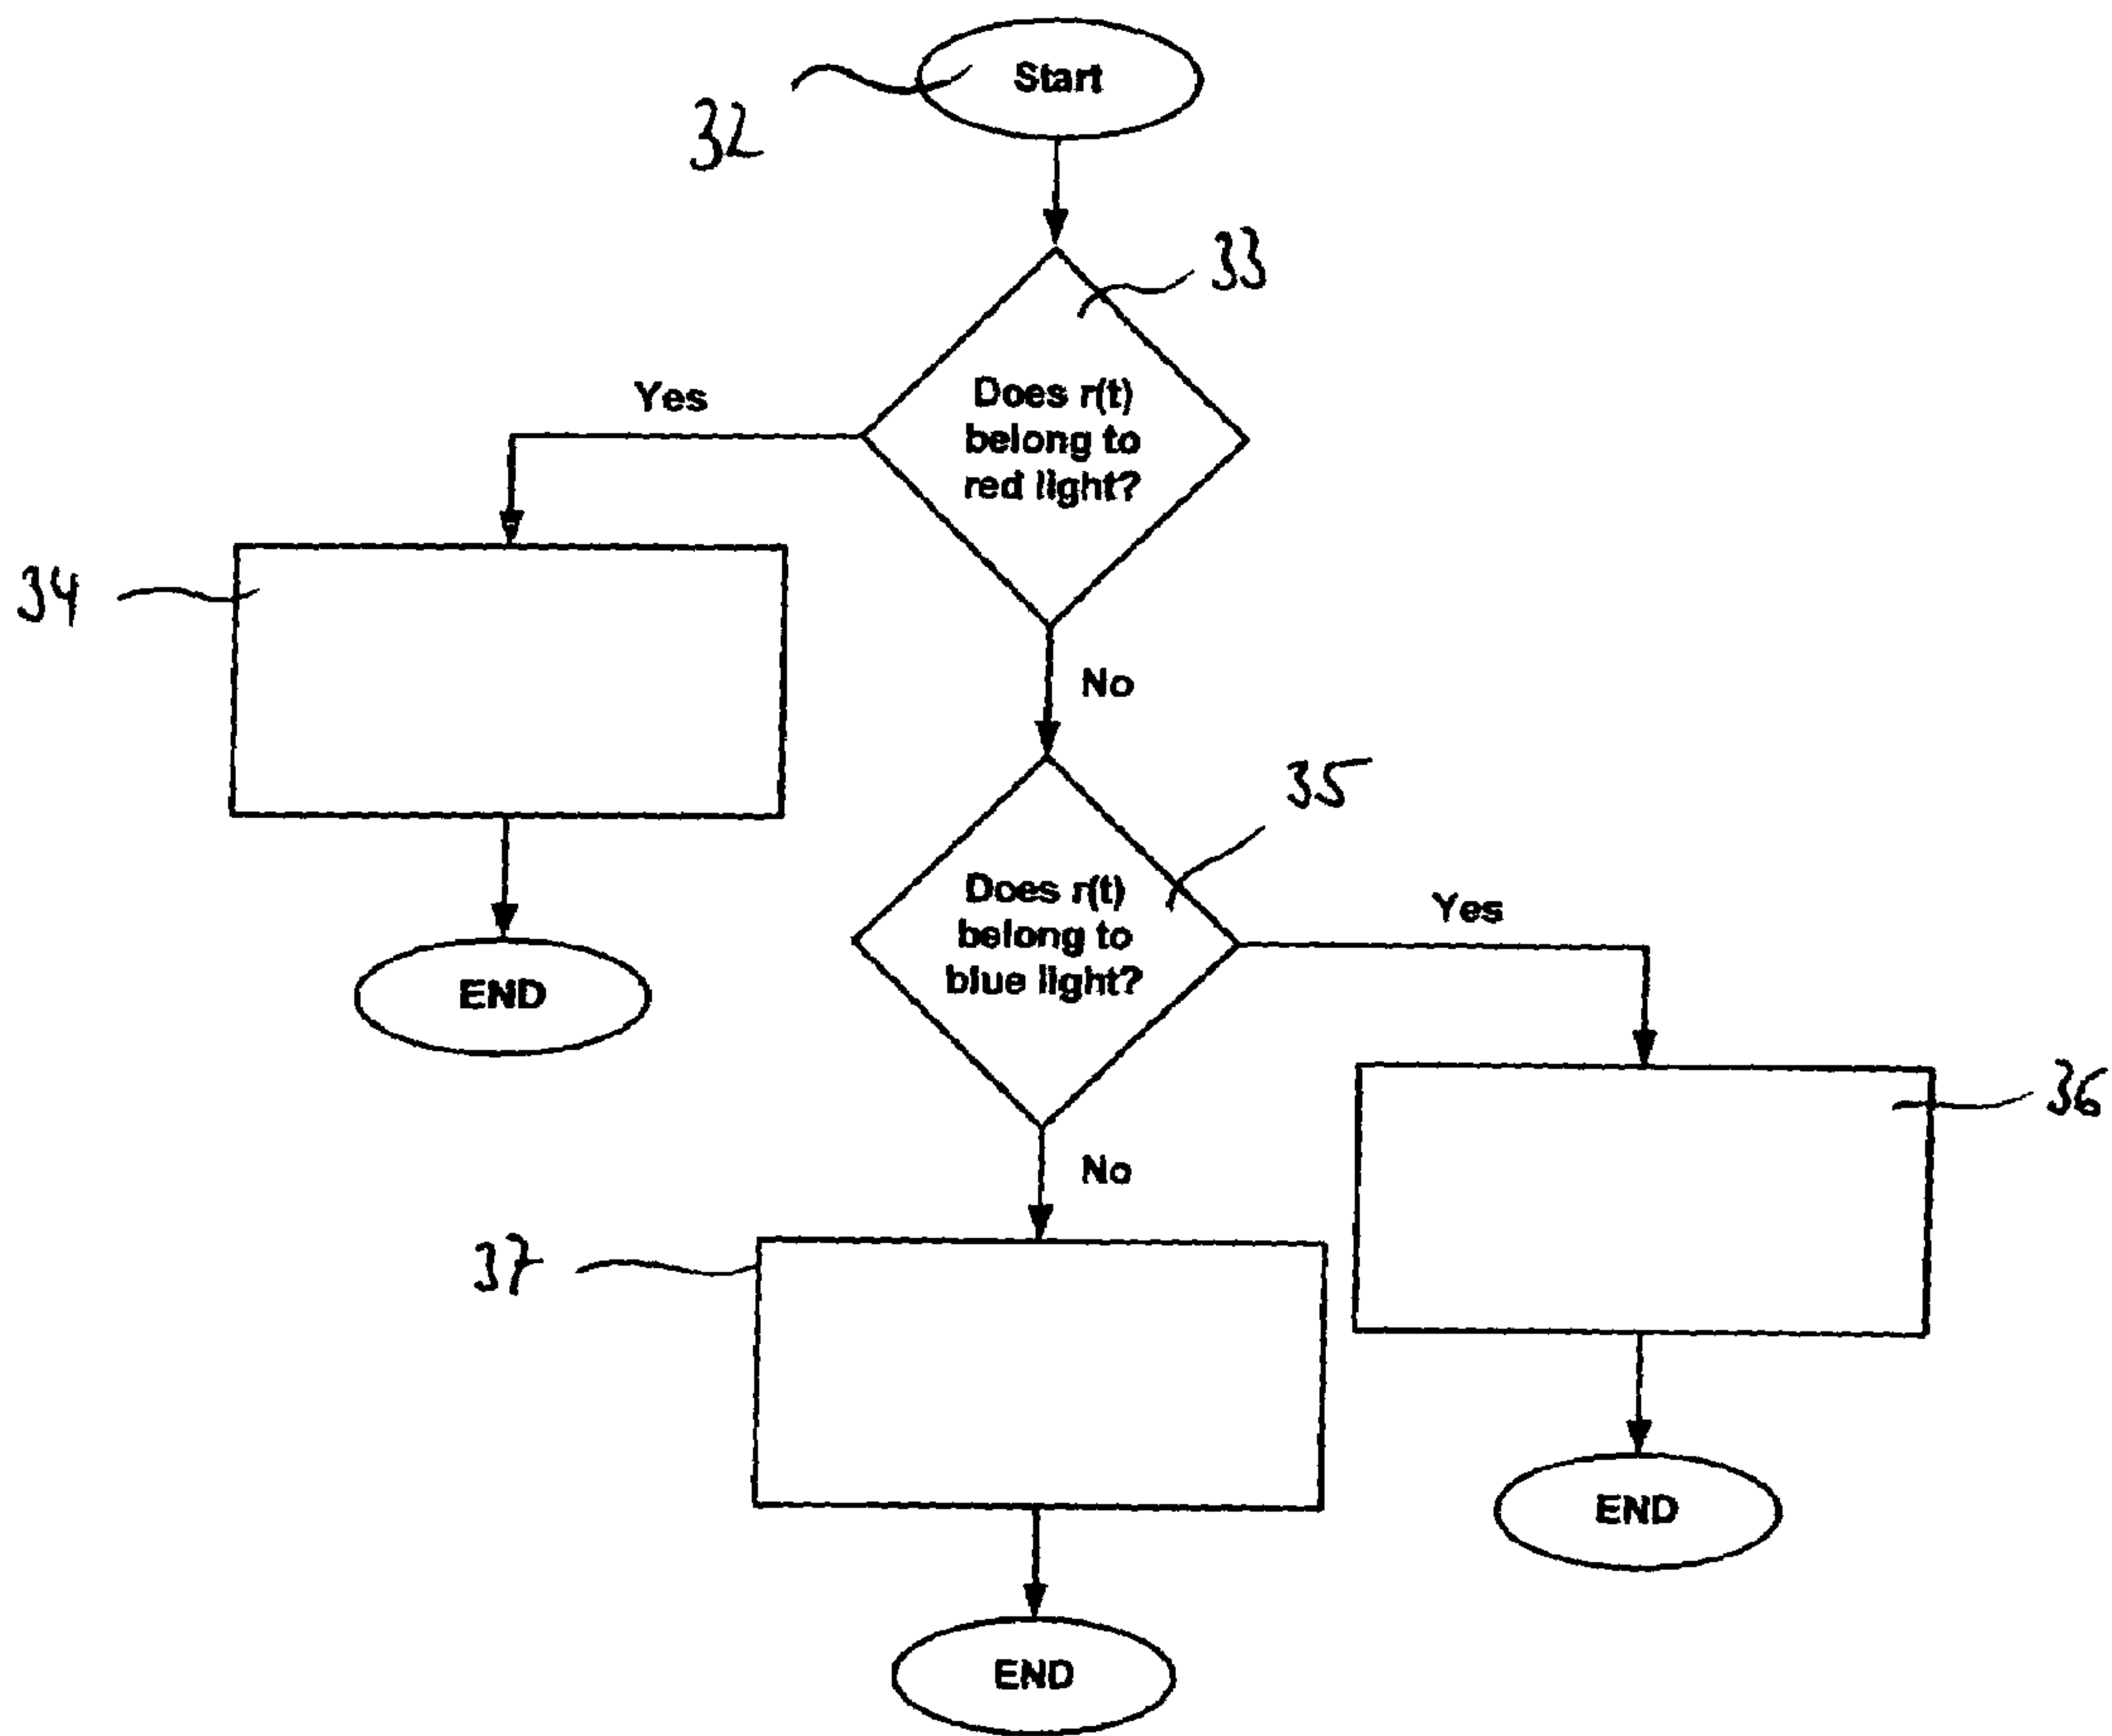 Start
32
33
Does r(t)
belong to
red light?
Yes
34
No
35
Does r(t)
belong to
blue light?
Yes
END
36
No
37
END
END